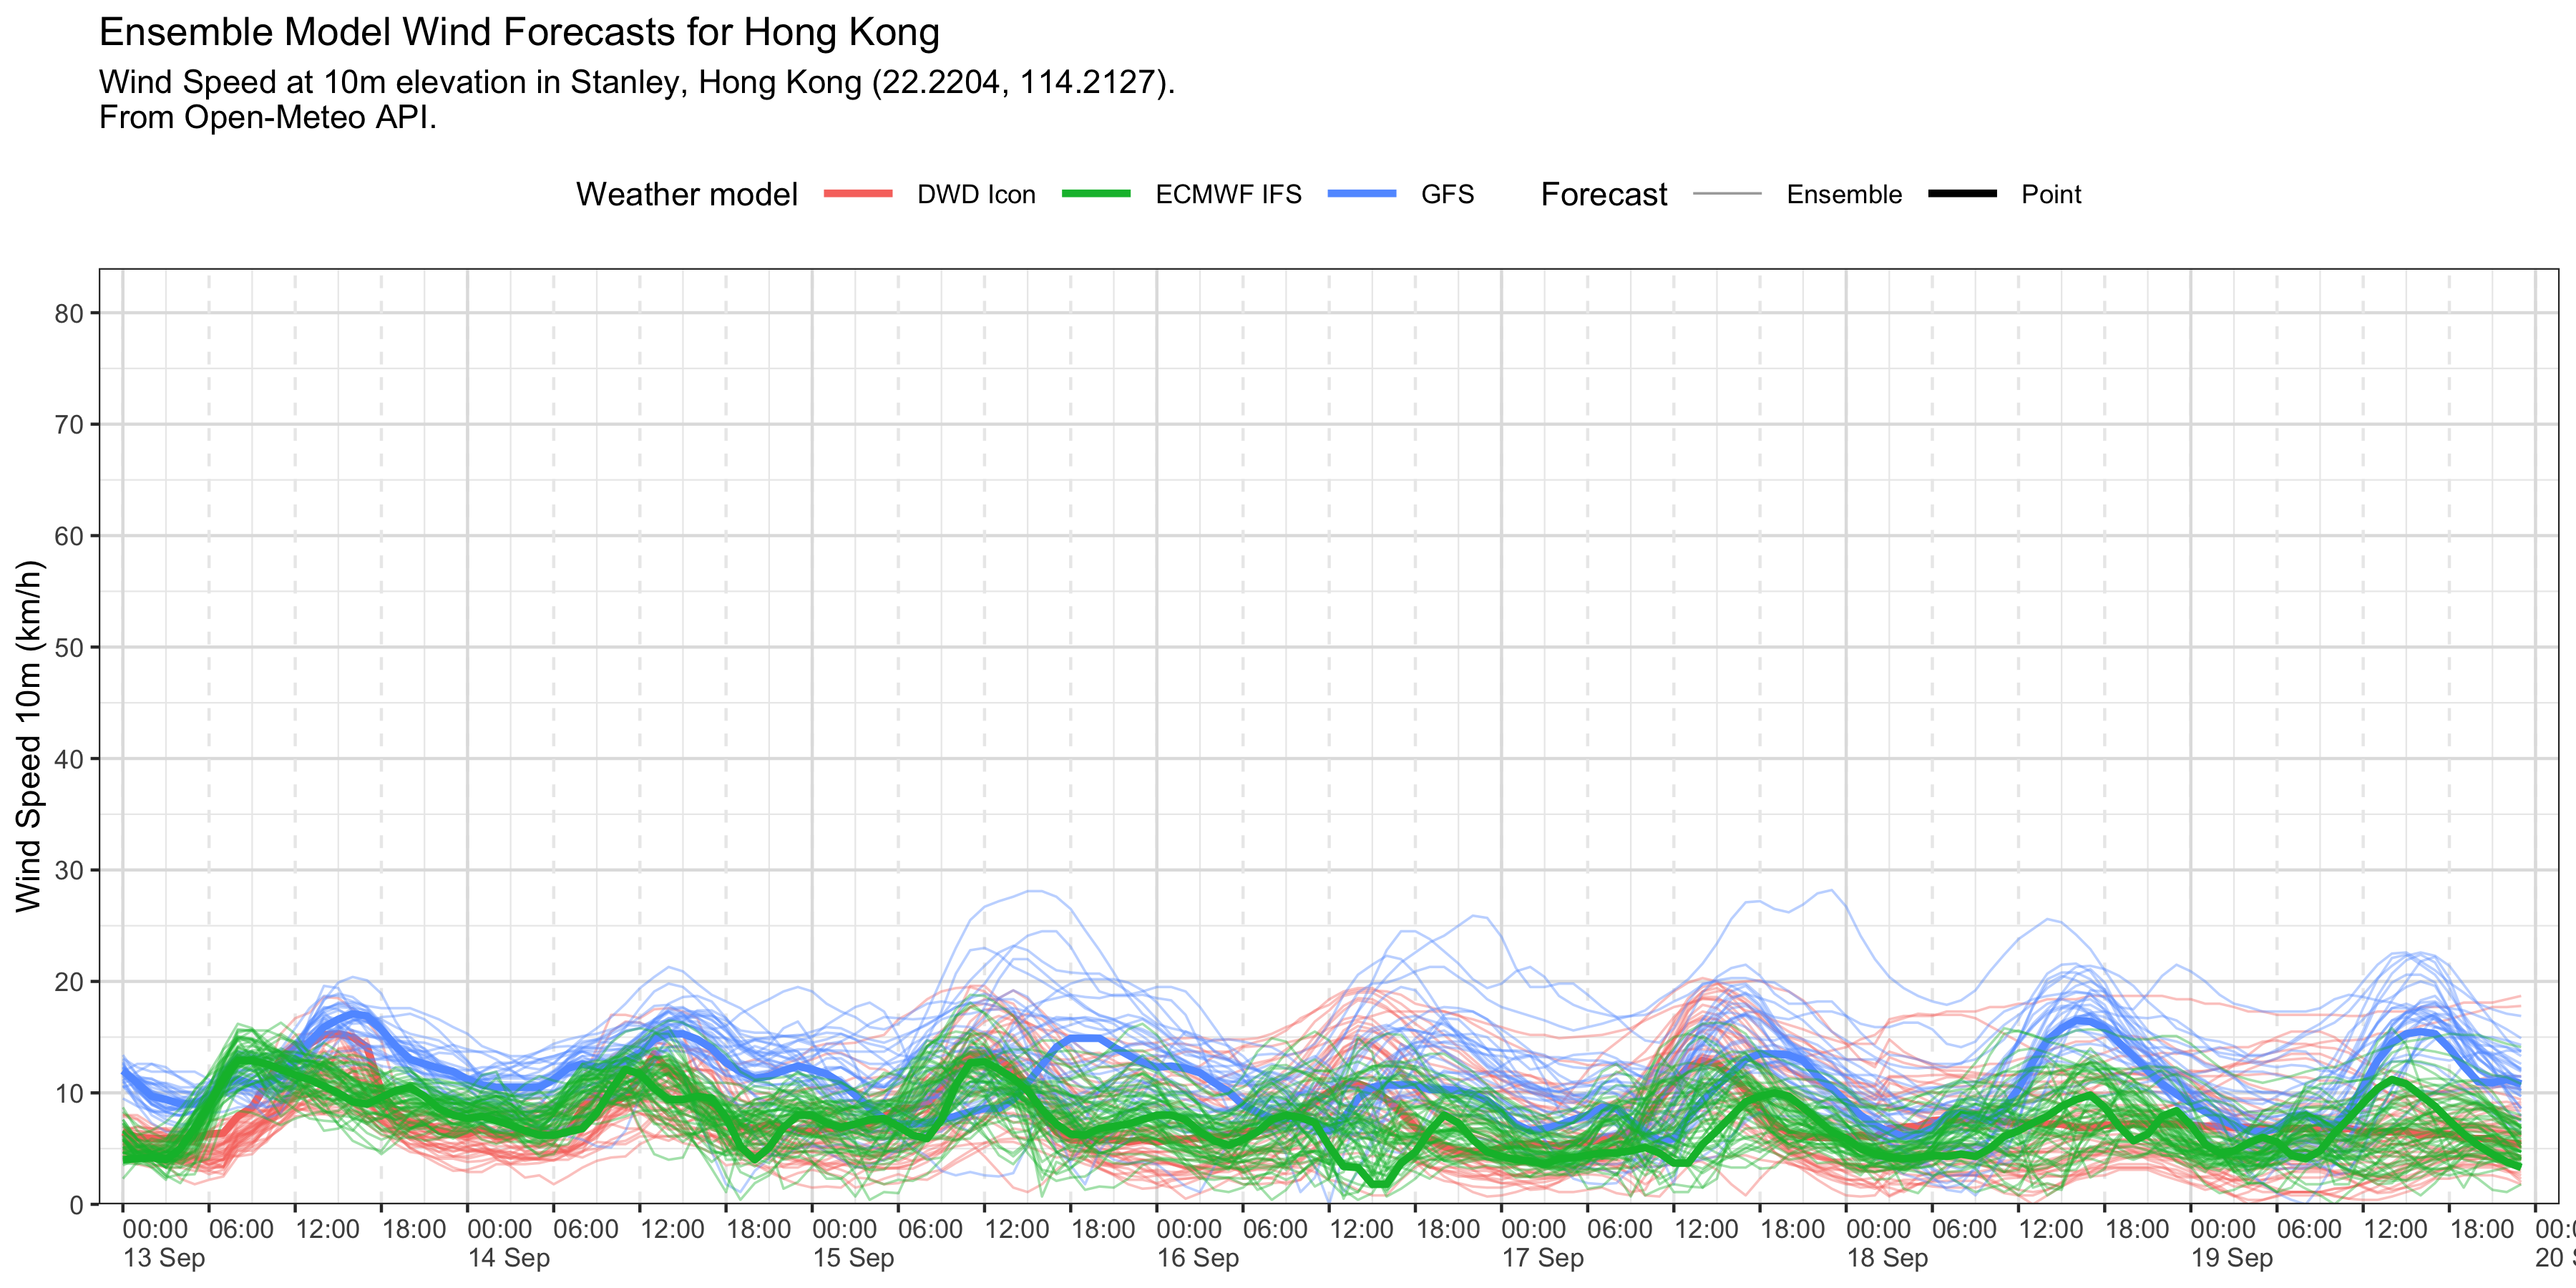 Ensemble Model Wind Forecasts for Hong Kong
Wind Speed at 10m elevation in Stanley, Hong Kong (22.2204, 114.2127).
From Open-Meteo API.
Weather model DWD Icon ECMWF IFS GFS Forecast Ensemble Point
Wind Speed 10m (km/h)
80
70
60
50
40
30
20
10
0
00:00 06:00 12:00 18:00 00:00 06:00 12:00 18:00 00:00 06:00 12:00 18:00 00:00 06:00 12:00 18:00 00:00 06:00 12:00 18:00 00:00 06:00 12:00 18:00 00:00 06:00 12:00 18:00 00:
13 Sep 14 Sep 15 Sep 16 Sep 17 Sep 18 Sep 19 Sep 20